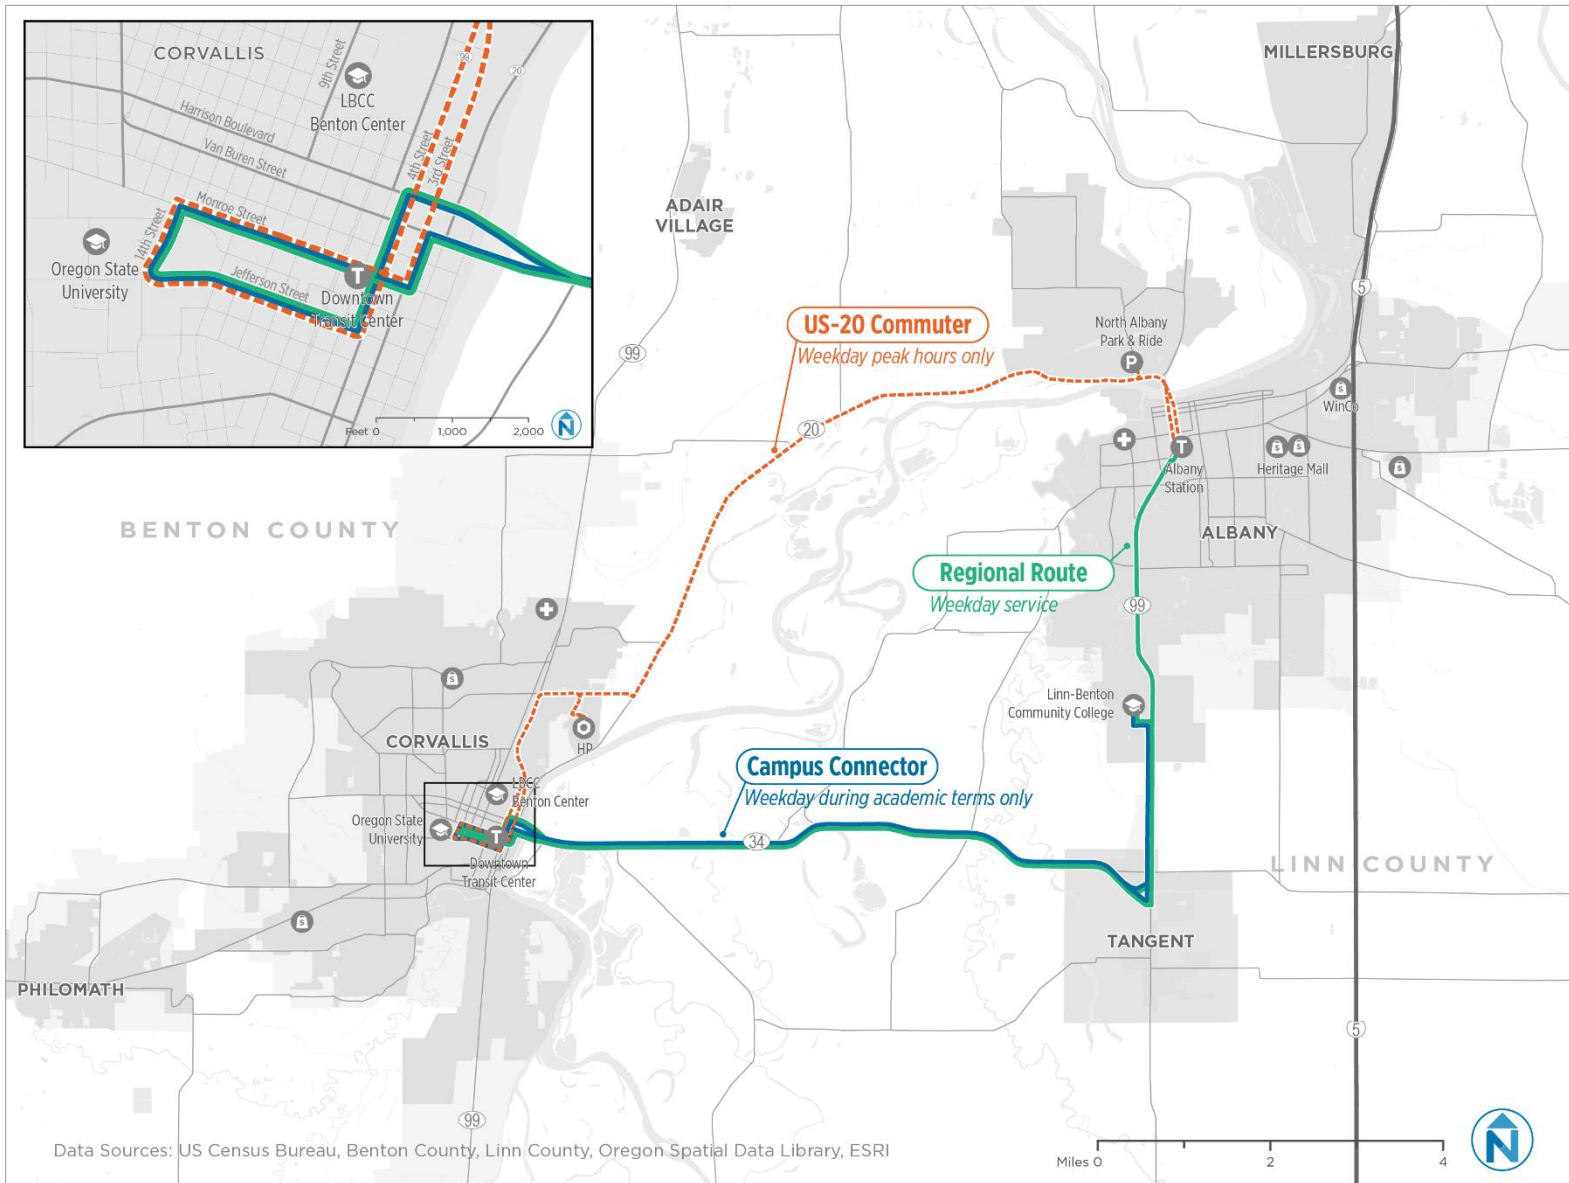 CORVALLIS
9th Street
99
20
LBCC
Benton Center
Harrison Boulevard
Van Buren Street
4th Street
3rd Street
Monroe Street
14th Street
Oregon State
University
Jefferson Street
T
Downtown
Transit Center
Feet 0
1,000
2,000
N
MILLERSBURG
ADAIR
VILLAGE
5
99
US-20 Commuter
Weekday peak hours only
North Albany
Park & Ride
P
20
$
WinCo
T
Albany
Station
$
$
Heritage Mall
$
BENTON COUNTY
ALBANY
Regional Route
Weekday service
99
$
Linn-Benton
Community College
CORVALLIS
HP
Campus Connector
Weekday during academic terms only
LBCC
Benton Center
Oregon State
University
T
Downtown
Transit Center
34
LINN COUNTY
$
TANGENT
PHILOMATH
5
99
Data Sources: US Census Bureau, Benton County, Linn County, Oregon Spatial Data Library, ESRI
Miles 0
2
4
N